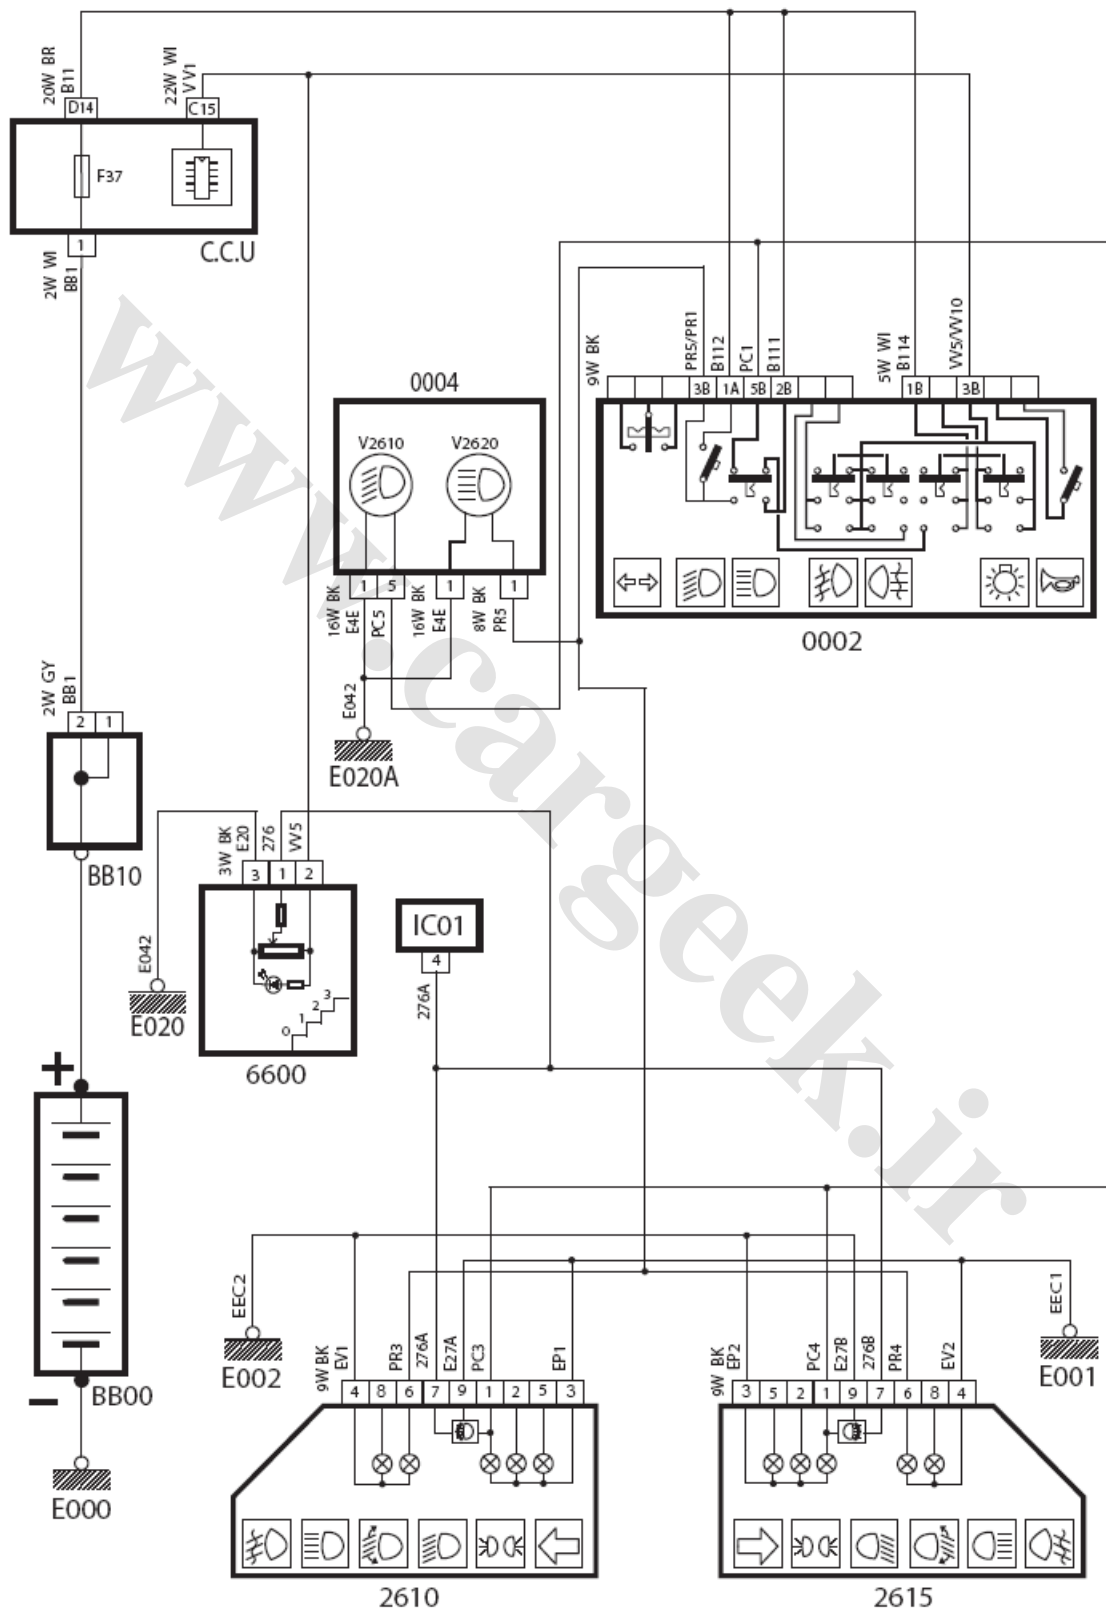 20W BR
B11
22W WI
VV1
D14
C15
F37
1
C.C.U
2W WI
BB1
9W BK
PR5/PR1
B112
PC1
B111
5W WI
B114
VV5/VV10
3B
1A
5B
2B
1B
3B
0004
V2610
V2620
1
5
1
1
16W BK
E4E
PC5
16W BK
E4E
8W BK
PR5
0002
E042
E020A
2W GY
BB1
2
1
BB10
3W BK
E20
276
VV5
3
1
2
E042
E020
0
1
2
3
6600
IC01
4
276A
+
−
BB00
E000
EEC2
E002
EEC1
E001
9W BK
EV1
PR3
276A
E27A
PC3
EP1
4
8
6
7
9
1
2
5
3
2610
9W BK
EP2
PC4
E27B
276B
PR4
EV2
3
5
2
1
9
7
6
8
4
2615
www.cargeek.ir